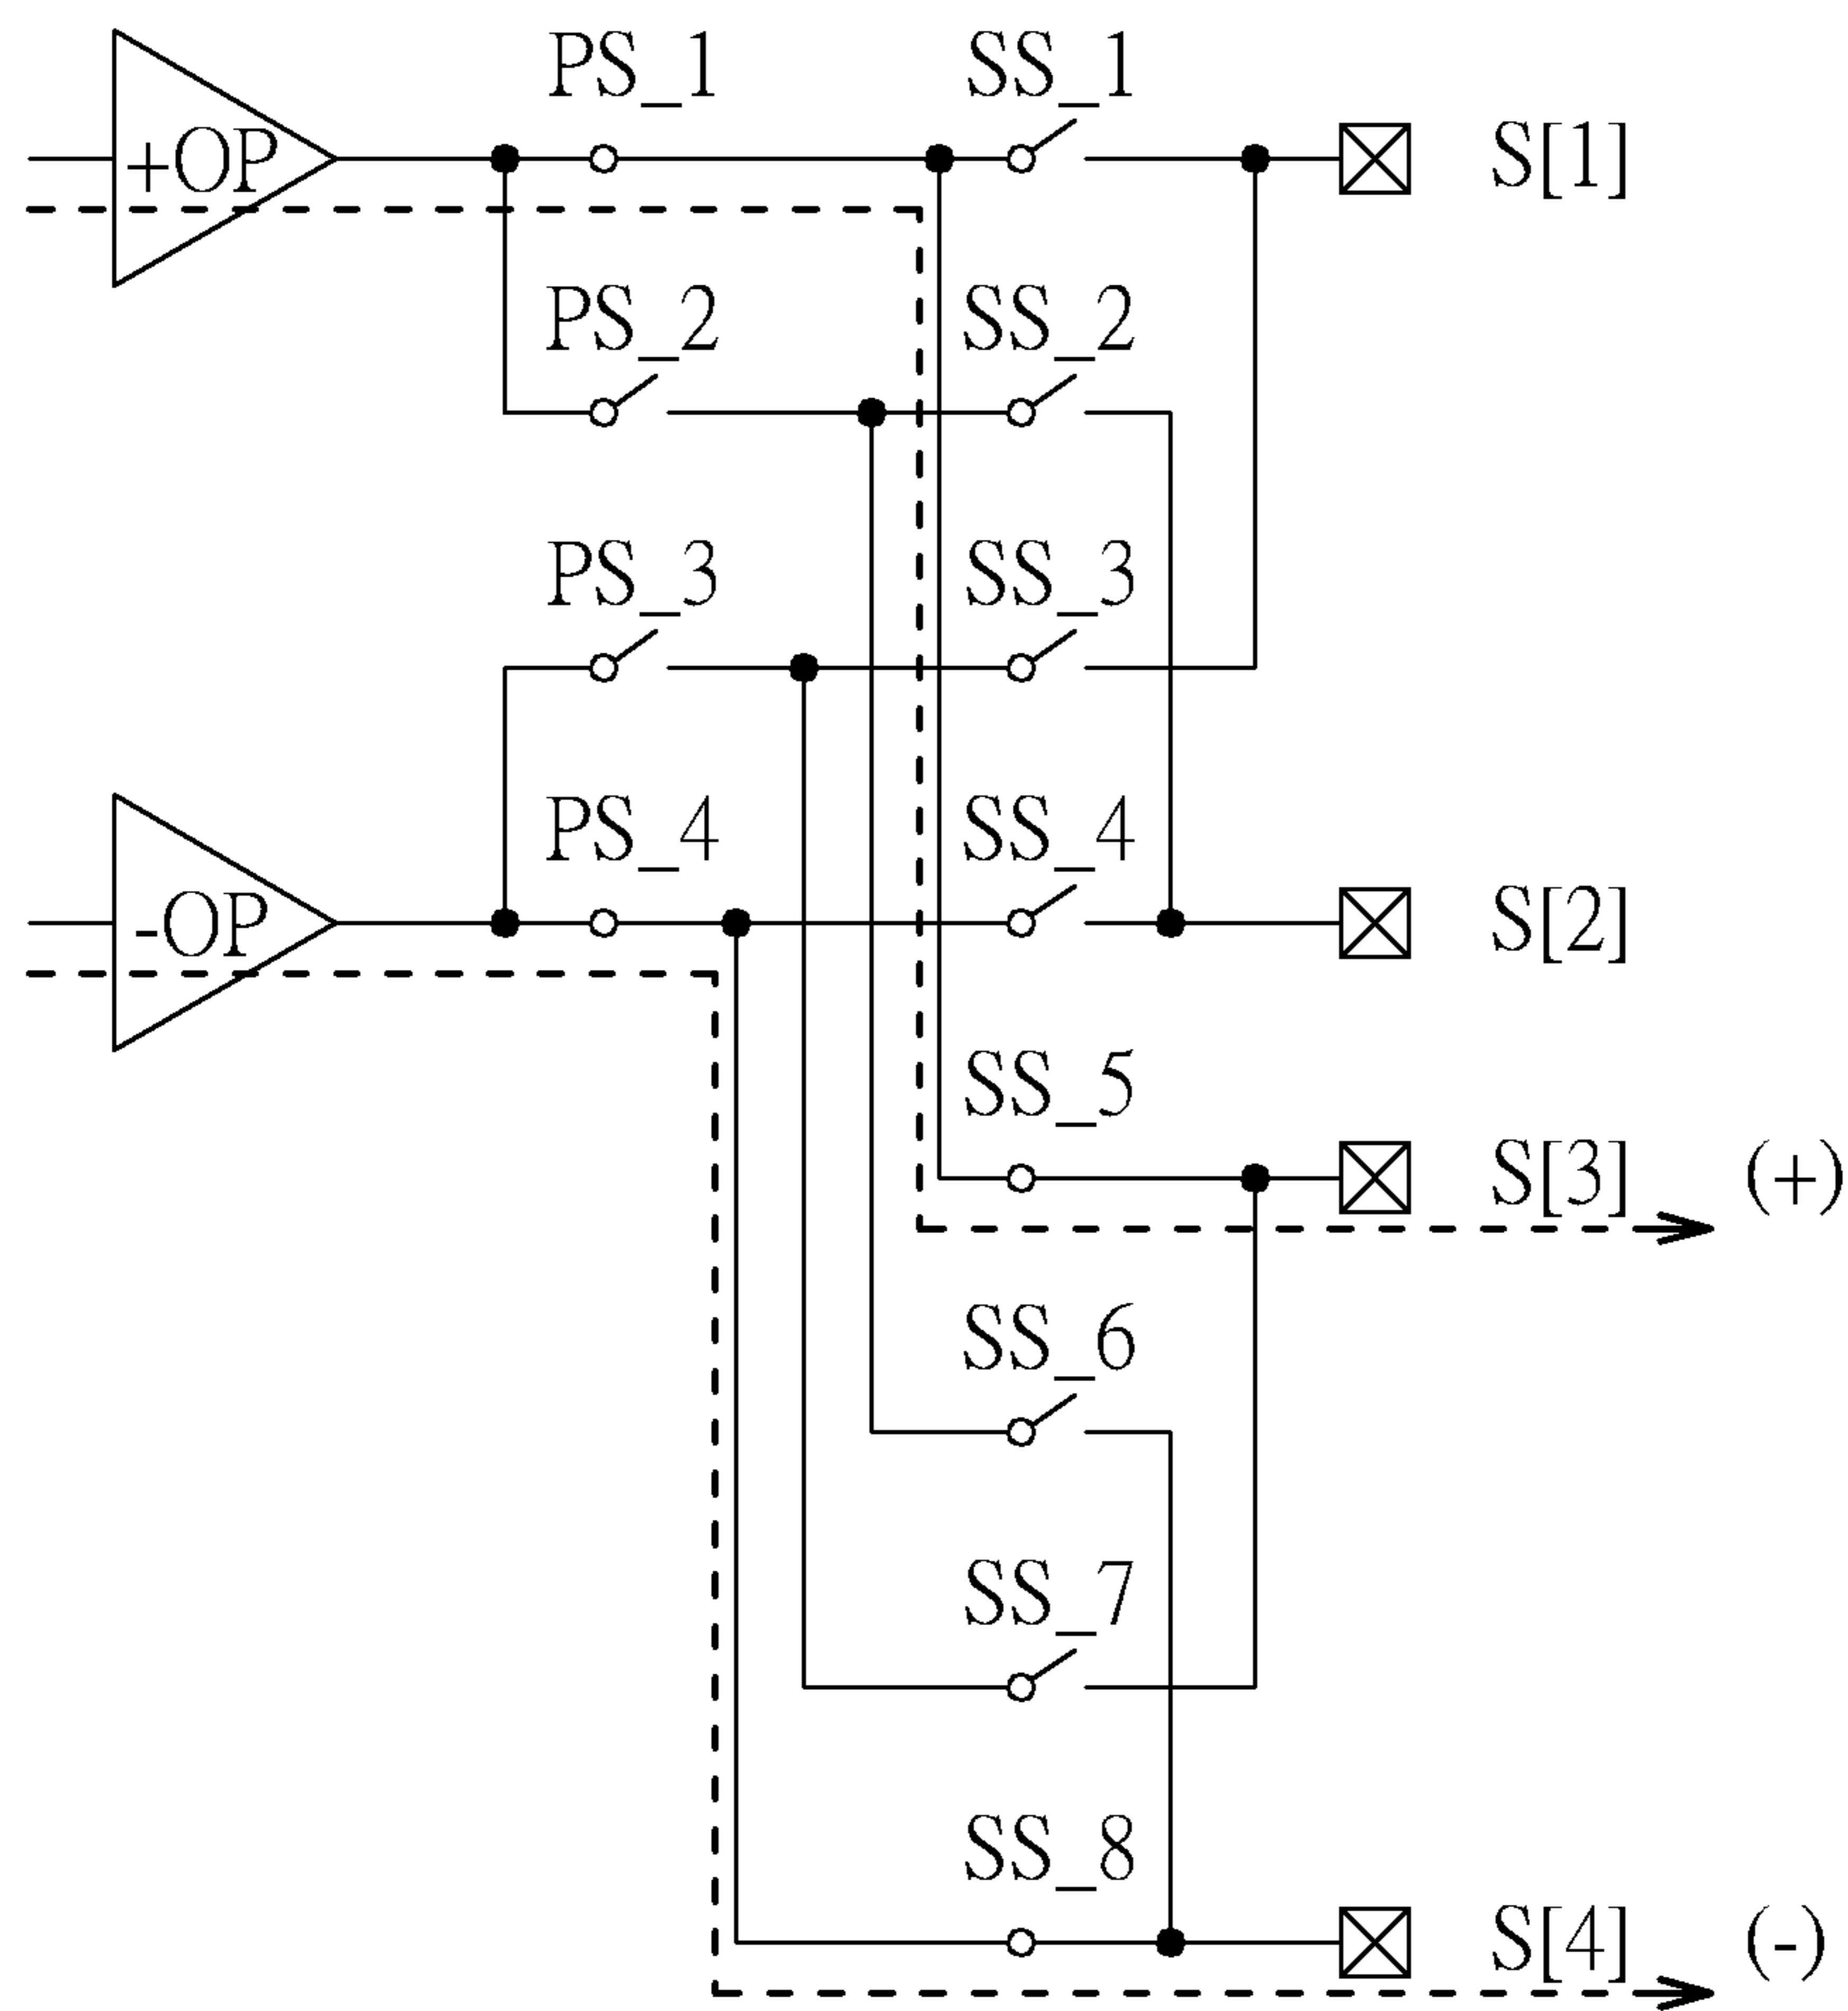 PS_1 SS_1
+OP S[1]
PS_2 SS_2
PS_3 SS_3
PS_4 SS_4
-OP S[2]
SS_5
S[3] (+)
SS_6
SS_7
SS_8
S[4] (-)